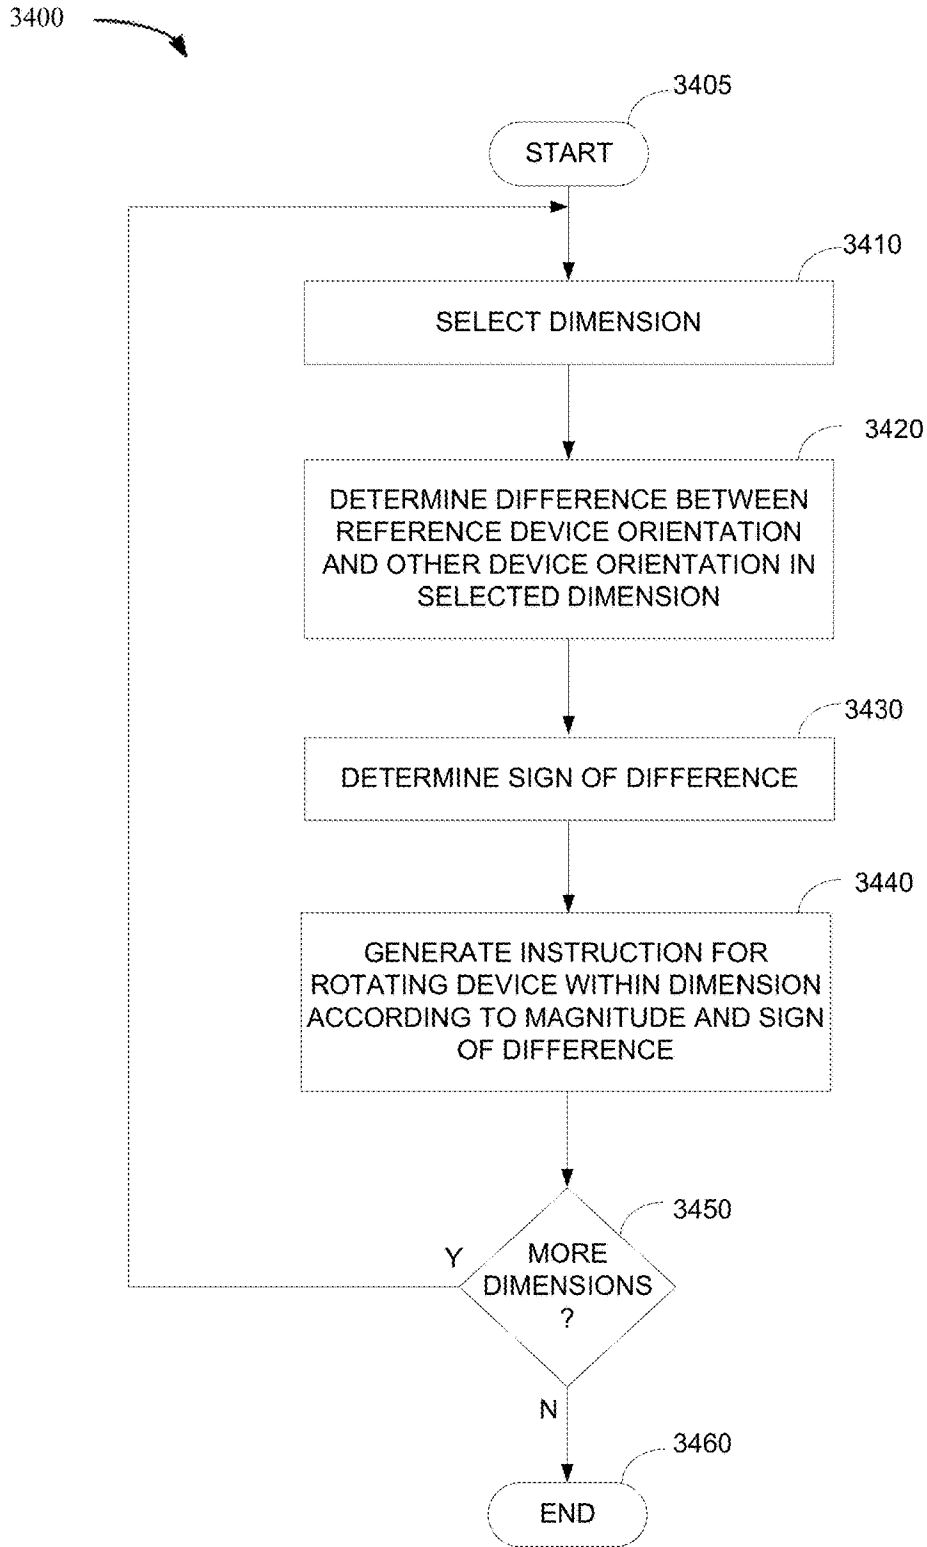 3400
3405
START
3410
SELECT DIMENSION
3420
DETERMINE DIFFERENCE BETWEEN
REFERENCE DEVICE ORIENTATION
AND OTHER DEVICE ORIENTATION IN
SELECTED DIMENSION
3430
DETERMINE SIGN OF DIFFERENCE
3440
GENERATE INSTRUCTION FOR
ROTATING DEVICE WITHIN DIMENSION
ACCORDING TO MAGNITUDE AND SIGN
OF DIFFERENCE
3450
Y
MORE
DIMENSIONS
?
N
3460
END